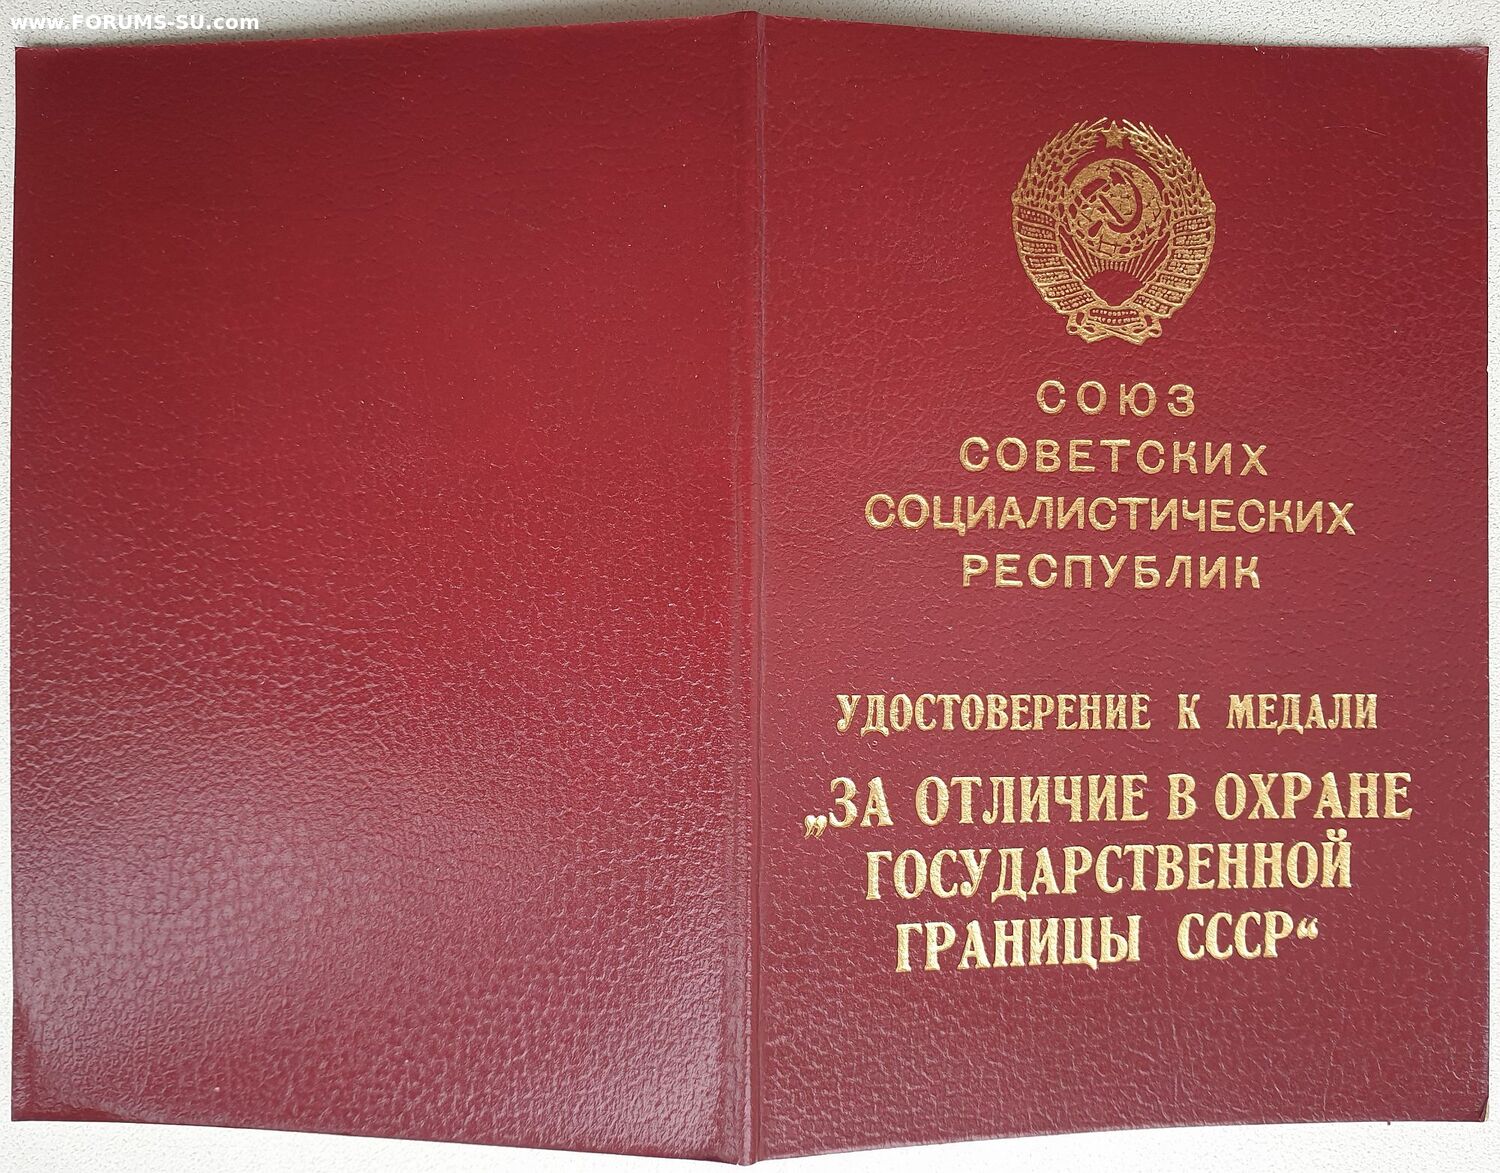 www.FORUMS-SU.com
СОЮЗ
СОВЕТСКИХ
СОЦИАЛИСТИЧЕСКИХ
РЕСПУБЛИК
УДОСТОВЕРЕНИЕ К МЕДАЛИ
„ЗА ОТЛИЧИЕ В ОХРАНЕ
ГОСУДАРСТВЕННОЙ
ГРАНИЦЫ СССР“